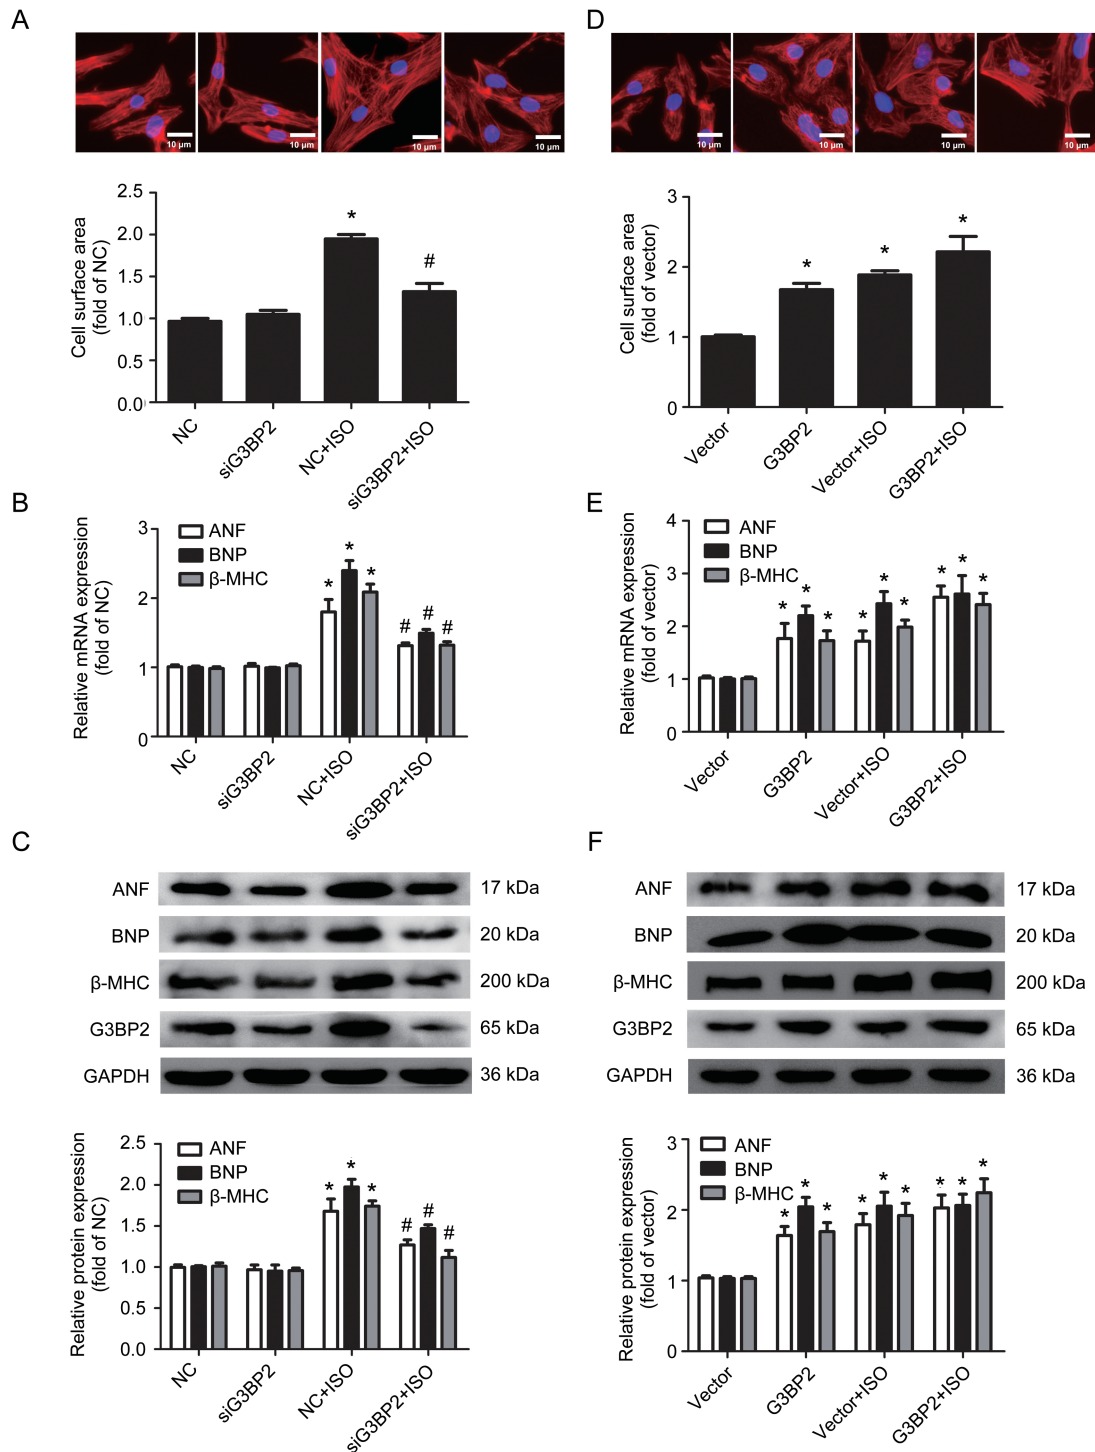 A
10 µm
10 µm
10 µm
10 µm
Cell surface area
(fold of NC)
2.5
2.0
1.5
1.0
0.5
0.0
*
#
NC
siG3BP2
NC+ISO
siG3BP2+ISO
D
10 µm
10 µm
10 µm
10 µm
Cell surface area
(fold of vector)
3
2
1
0
*
*
*
Vector
G3BP2
Vector+ISO
G3BP2+ISO
B
Relative mRNA expression
(fold of NC)
3
2
1
0
ANF
BNP
β-MHC
* * *
# # #
NC
siG3BP2
NC+ISO
siG3BP2+ISO
E
Relative mRNA expression
(fold of vector)
4
3
2
1
0
ANF
BNP
β-MHC
* * *
* * *
* * *
Vector
G3BP2
Vector+ISO
G3BP2+ISO
C
ANF 17 kDa
BNP 20 kDa
β-MHC 200 kDa
G3BP2 65 kDa
GAPDH 36 kDa
Relative protein expression
(fold of NC)
2.5
2.0
1.5
1.0
0.5
0.0
ANF
BNP
β-MHC
* * *
# # #
NC
siG3BP2
NC+ISO
siG3BP2+ISO
F
ANF 17 kDa
BNP 20 kDa
β-MHC 200 kDa
G3BP2 65 kDa
GAPDH 36 kDa
Relative protein expression
(fold of vector)
3
2
1
0
ANF
BNP
β-MHC
* * *
* * *
* * *
Vector
G3BP2
Vector+ISO
G3BP2+ISO